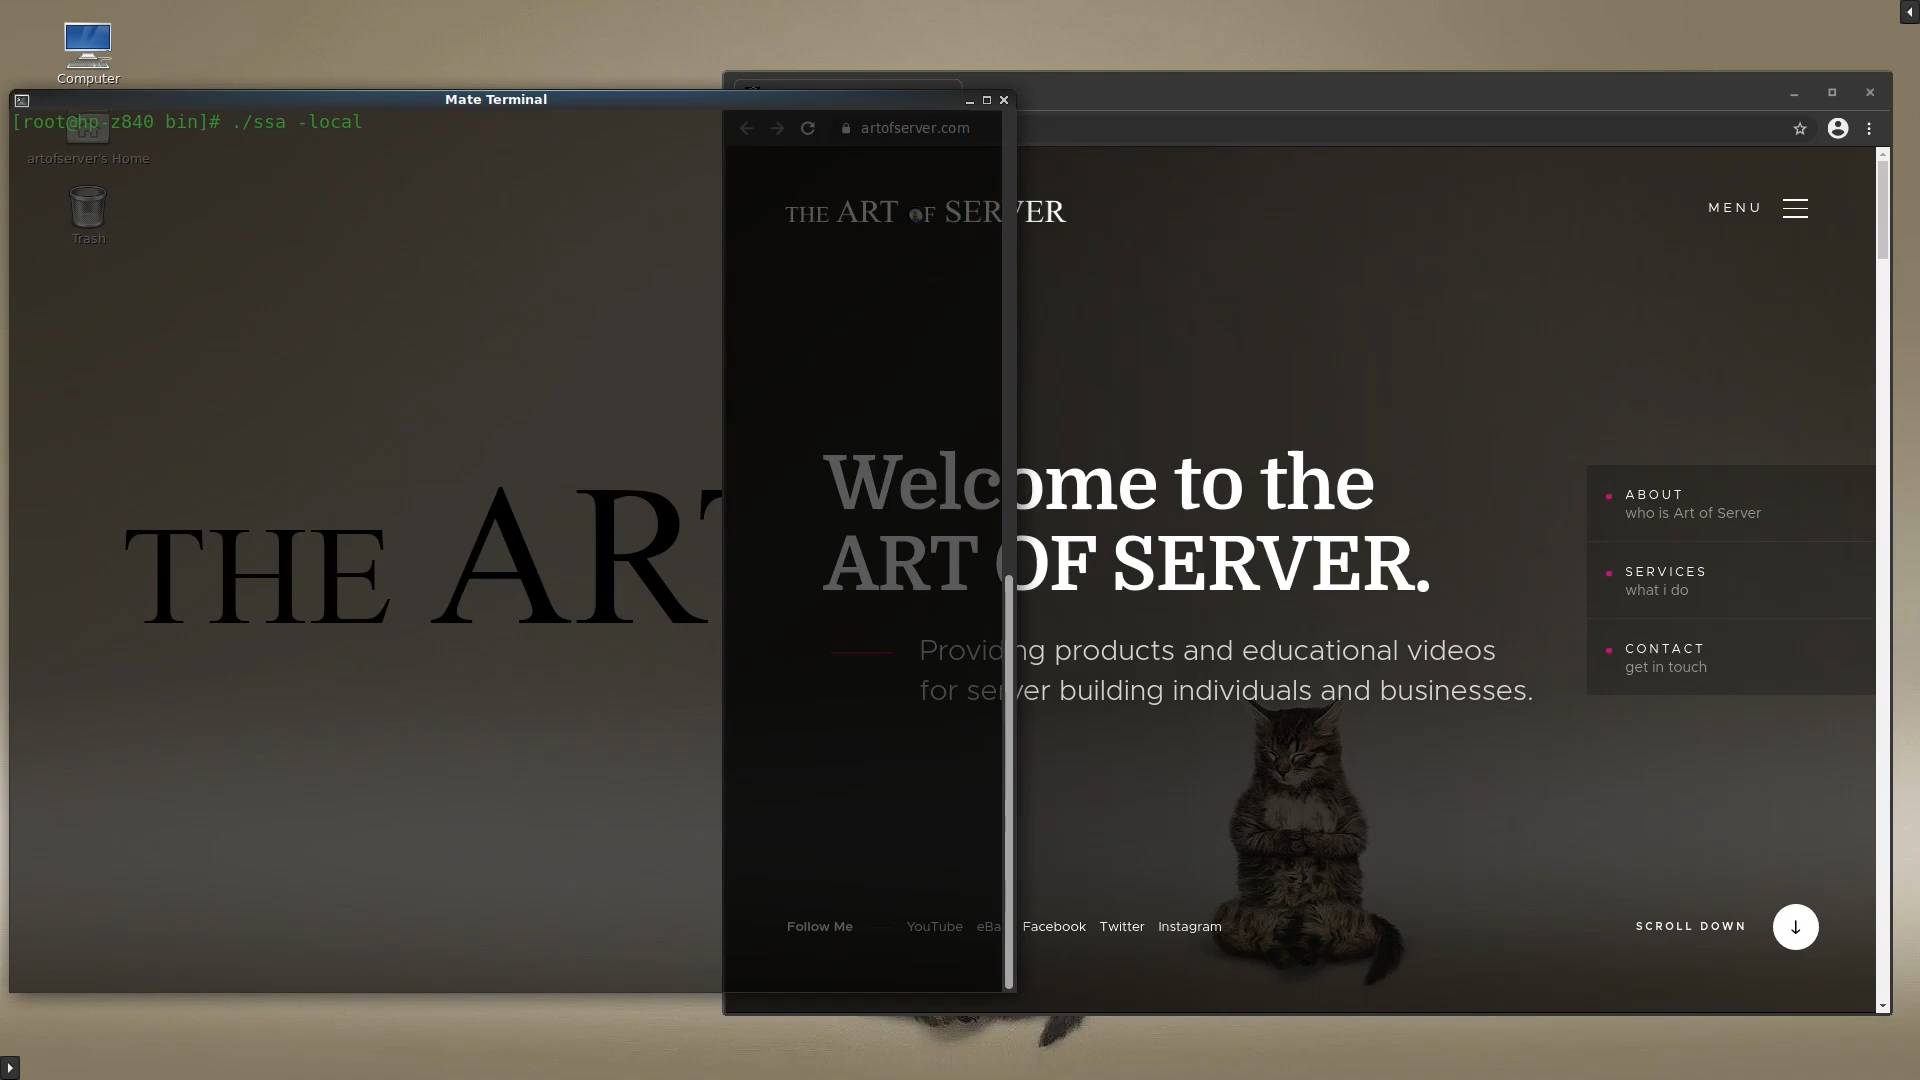 Computer
Mate Terminal
[root@hp-z840 bin]# ./ssa -local
artofserver's Home
Trash
THE ART
artofserver.com
THE ART OF SERVER
MENU
Welcome to the
ART OF SERVER.
Providing products and educational videos
for server building individuals and businesses.
ABOUT
who is Art of Server
SERVICES
what i do
CONTACT
get in touch
Follow Me YouTube eBa Facebook Twitter Instagram
SCROLL DOWN